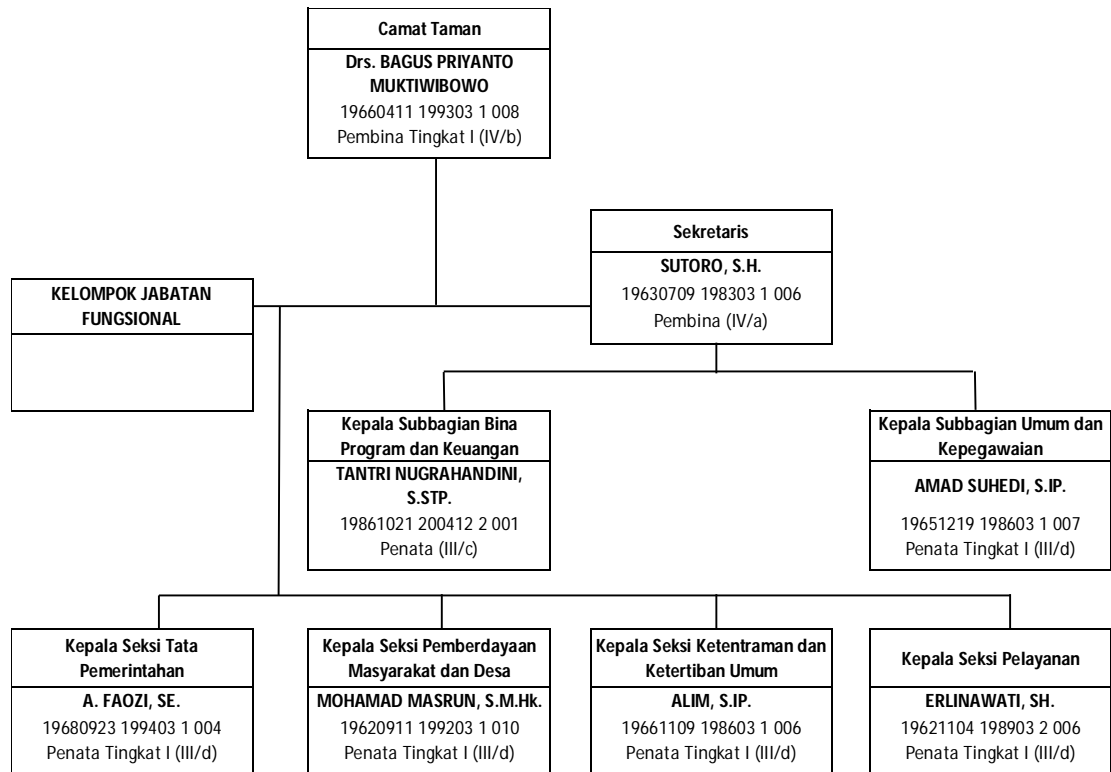 Camat Taman
Drs. BAGUS PRIYANTO
MUKTIWIBOWO
19660411 199303 1 008
Pembina Tingkat I (IV/b)
Sekretaris
SUTORO, S.H.
19630709 198303 1 006
Pembina (IV/a)
KELOMPOK JABATAN
FUNGSIONAL
Kepala Subbagian Bina
Program dan Keuangan
TANTRI NUGRAHANDINI,
S.STP.
19861021 200412 2 001
Penata (III/c)
Kepala Subbagian Umum dan
Kepegawaian
AMAD SUHEDI, S.IP.
19651219 198603 1 007
Penata Tingkat I (III/d)
Kepala Seksi Tata
Pemerintahan
A. FAOZI, SE.
19680923 199403 1 004
Penata Tingkat I (III/d)
Kepala Seksi Pemberdayaan
Masyarakat dan Desa
MOHAMAD MASRUN, S.M.Hk.
19620911 199203 1 010
Penata Tingkat I (III/d)
Kepala Seksi Ketentraman dan
Ketertiban Umum
ALIM, S.IP.
19661109 198603 1 006
Penata Tingkat I (III/d)
Kepala Seksi Pelayanan
ERLINAWATI, SH.
19621104 198903 2 006
Penata Tingkat I (III/d)